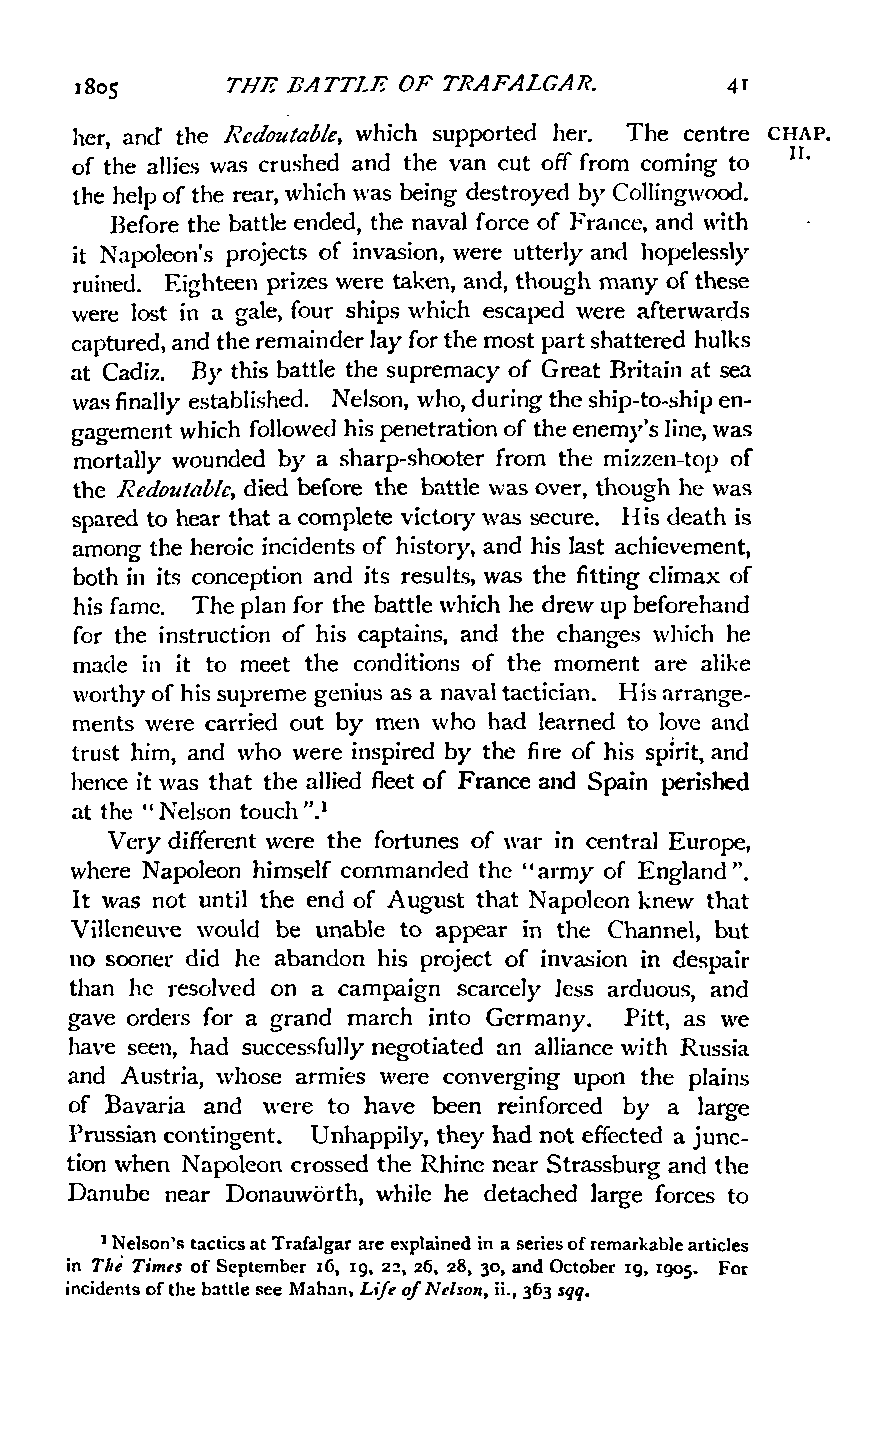 1805 THE BATTLE OF TRAFALGAR. 41
her, and the Redoutable, which supported her. The centre CHAP.
of the allies was crushed and the van cut off from coming to II.
the help of the rear, which was being destroyed by Collingwood.
Before the battle ended, the naval force of France, and with
it Napoleon's projects of invasion, were utterly and hopelessly
ruined. Eighteen prizes were taken, and, though many of these
were lost in a gale, four ships which escaped were afterwards
captured, and the remainder lay for the most part shattered hulks
at Cadiz. By this battle the supremacy of Great Britain at sea
was finally established. Nelson, who, during the ship-to-ship en-
gagement which followed his penetration of the enemy's line, was
mortally wounded by a sharp-shooter from the mizzen-top of
the Redoutable, died before the battle was over, though he was
spared to hear that a complete victory was secure. His death is
among the heroic incidents of history, and his last achievement,
both in its conception and its results, was the fitting climax of
his fame. The plan for the battle which he drew up beforehand
for the instruction of his captains, and the changes which he
made in it to meet the conditions of the moment are alike
worthy of his supreme genius as a naval tactician. His arrange-
ments were carried out by men who had learned to love and
trust him, and who were inspired by the fire of his spirit, and
hence it was that the allied fleet of France and Spain perished
at the "Nelson touch".¹
Very different were the fortunes of war in central Europe,
where Napoleon himself commanded the "army of England".
It was not until the end of August that Napoleon knew that
Villeneuve would be unable to appear in the Channel, but
no sooner did he abandon his project of invasion in despair
than he resolved on a campaign scarcely less arduous, and
gave orders for a grand march into Germany. Pitt, as we
have seen, had successfully negotiated an alliance with Russia
and Austria, whose armies were converging upon the plains
of Bavaria and were to have been reinforced by a large
Prussian contingent. Unhappily, they had not effected a junc-
tion when Napoleon crossed the Rhine near Strassburg and the
Danube near Donauwörth, while he detached large forces to
¹ Nelson's tactics at Trafalgar are explained in a series of remarkable articles
in The Times of September 16, 19, 22, 26, 28, 30, and October 19, 1905. For
incidents of the battle see Mahan, Life of Nelson, ii., 363 sqq.